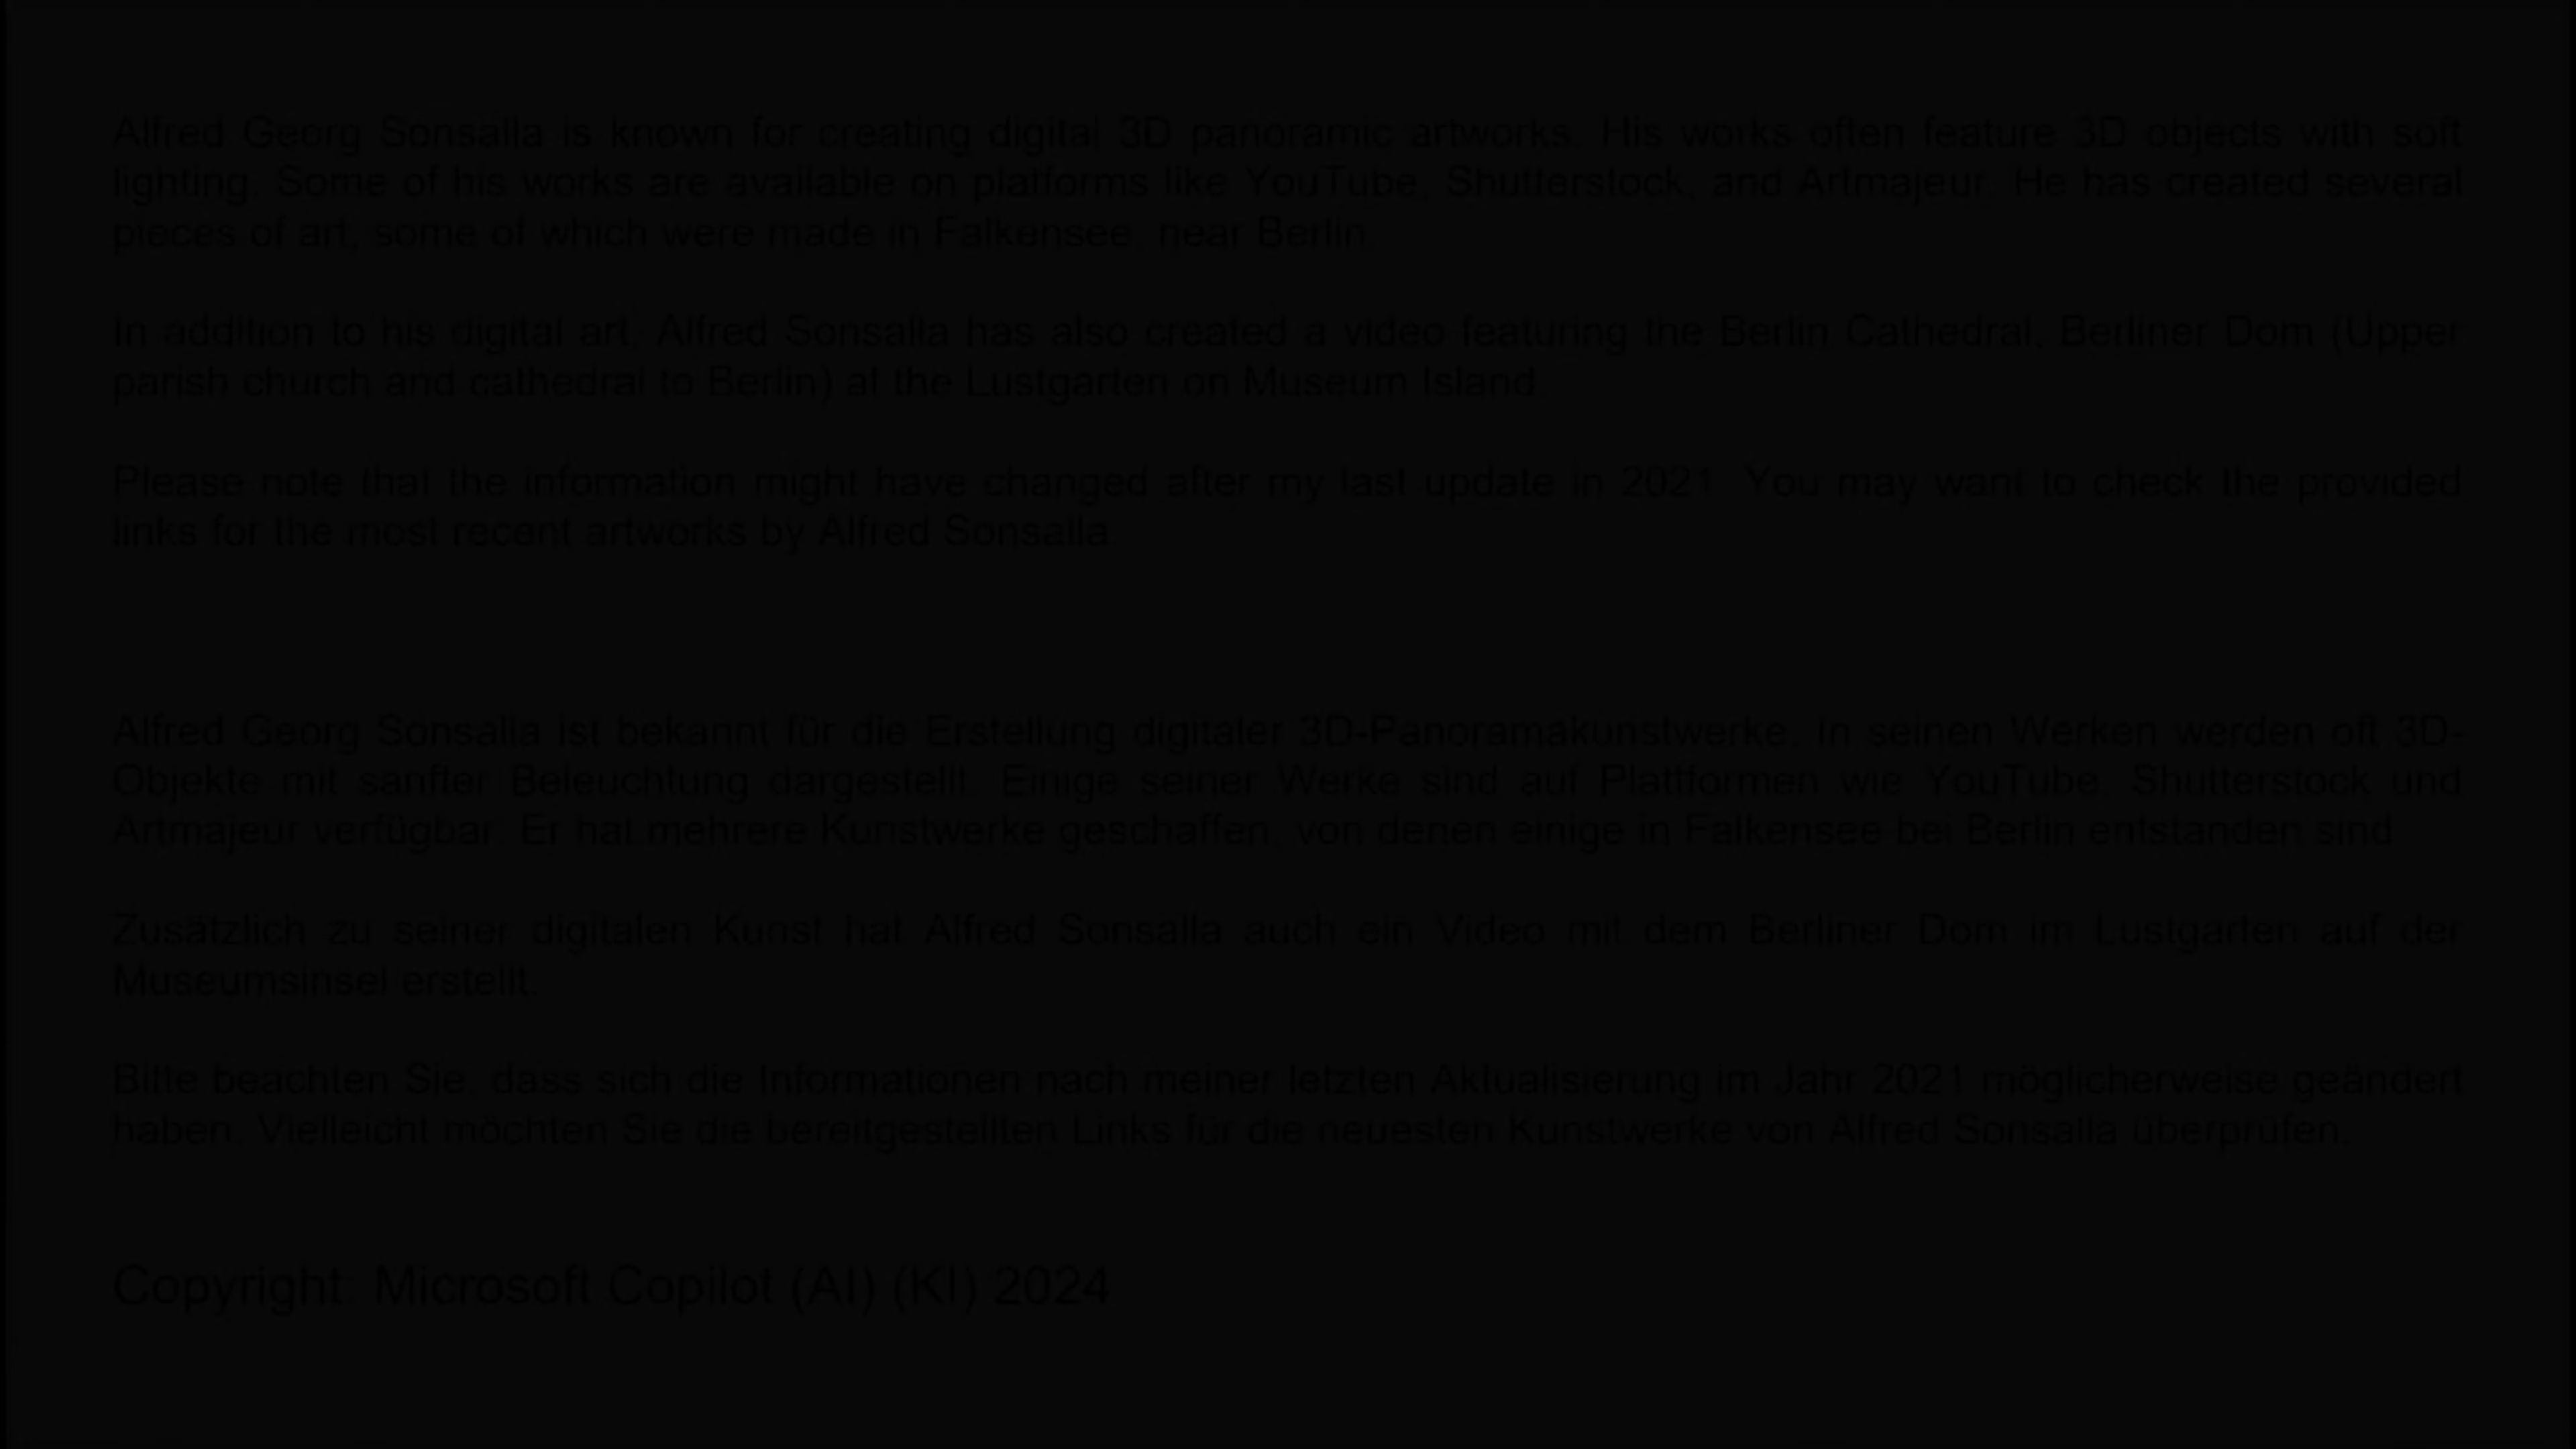 Alfred Georg Sonsalla is known for creating digital 3D panoramic artworks. His works often feature 3D objects with soft
lighting. Some of his works are available on platforms like YouTube, Shutterstock, and Artmajeur. He has created several
pieces of art, some of which were made in Falkensee, near Berlin.
In addition to his digital art, Alfred Sonsalla has also created a video featuring the Berlin Cathedral, Berliner Dom (Upper
parish church and cathedral to Berlin) at the Lustgarten on Museum Island
Please note that the information might have changed after my last update in 2021. You may want to check the provided
links for the most recent artworks by Alfred Sonsalla.
Alfred Georg Sonsalla ist bekannt für die Erstellung digitaler 3D-Panoramakunstwerke. In seinen Werken werden oft 3D-
Objekte mit sanfter Beleuchtung dargestellt. Einige seiner Werke sind auf Plattformen wie YouTube, Shutterstock und
Artmajeur verfügbar. Er hat mehrere Kunstwerke geschaffen, von denen einige in Falkensee bei Berlin entstanden sind
Zusätzlich zu seiner digitalen Kunst hat Alfred Sonsalla auch ein Video mit dem Berliner Dom im Lustgarten auf der
Museumsinsel erstellt.
Bitte beachten Sie, dass sich die Informationen nach meiner letzten Aktualisierung im Jahr 2021 möglicherweise geändert
haben. Vielleicht möchten Sie die bereitgestellten Links für die neuesten Kunstwerke von Alfred Sonsalla überprüfen.
Copyright: Microsoft Copilot (AI) (KI) 2024